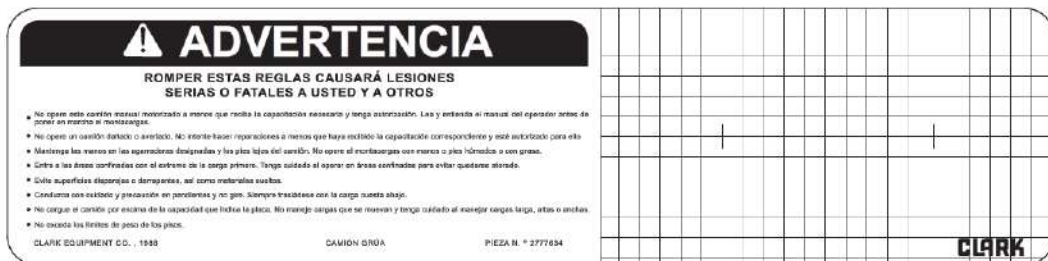 ADVERTENCIA
ROMPER ESTAS REGLAS CAUSARÁ LESIONES
SERIAS O FATALES A USTED Y A OTROS
• No opere este camión manual motorizado a menos que reciba la capacitación necesaria y tenga autorización. Lea y entienda el manual del operador antes de
poner en marcha el montacargas.
• No opere un camión dañado o averiado. No intente hacer reparaciones a menos que haya recibido la capacitación correspondiente y esté autorizado para ello
• Mantenga las manos en las agarraderas designadas y los pies lejos del camión. No opere el montacargas con manos o pies húmedos o con grasa.
• Entre a las áreas confinadas con el extremo de la carga primero. Tenga cuidado al operar en áreas confinadas para evitar quedarse atorado.
• Evite superficies disparejas o derrapantes, así como materiales sueltos.
• Conduzca con cuidado y precaución en pendientes y no gire. Siempre trasládese con la carga cuesta abajo.
• No cargue el camión por encima de la capacidad que indica la placa. No maneje cargas que se muevan y tenga cuidado al manejar cargas larga, altas o anchas.
• No exceda los límites de peso de los pisos.
CLARK EQUIPMENT CO. , 1988 CAMIÓN GRÚA PIEZA N. º 2777634
CLARK